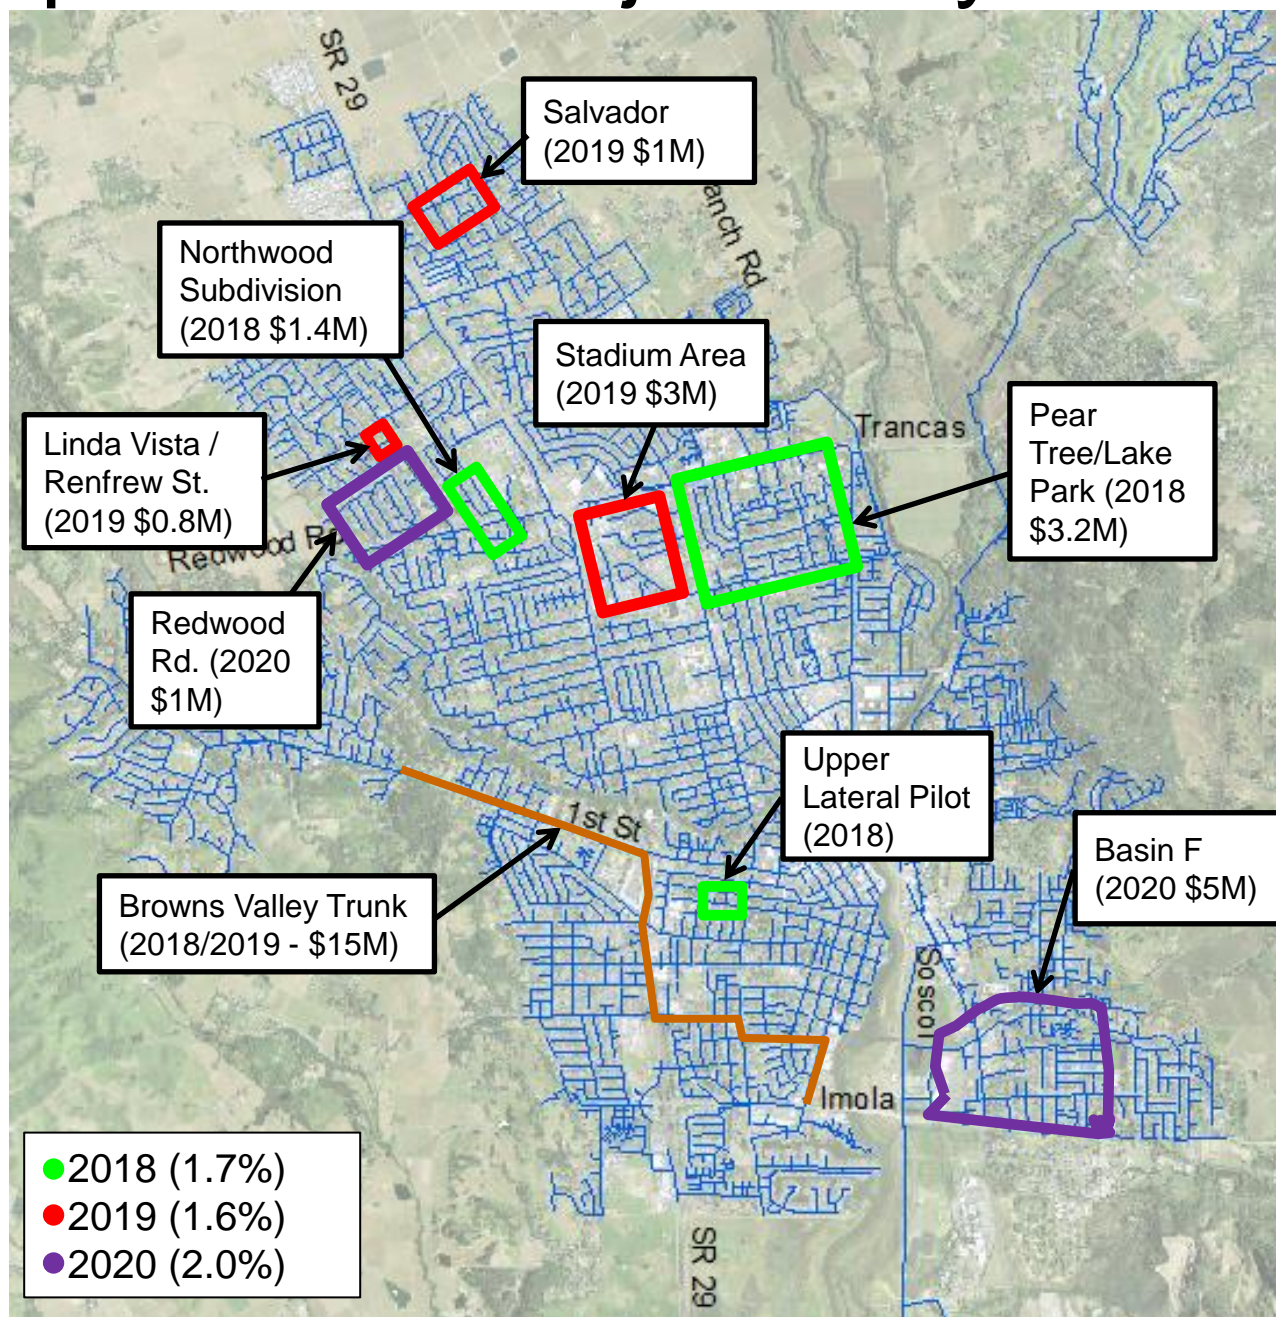 SR 29
Salvador
(2019 $1M)
Northwood
Subdivision
(2018 $1.4M)
Stadium Area
(2019 $3M)
Trancas
Pear
Tree/Lake
Park (2018
$3.2M)
Linda Vista /
Renfrew St.
(2019 $0.8M)
Redwood
Redwood
Rd. (2020
$1M)
Upper
Lateral Pilot
(2018)
1st St
Basin F
(2020 $5M)
Browns Valley Trunk
(2018/2019 - $15M)
Soscol
Imola
2018 (1.7%)
2019 (1.6%)
2020 (2.0%)
SR 29